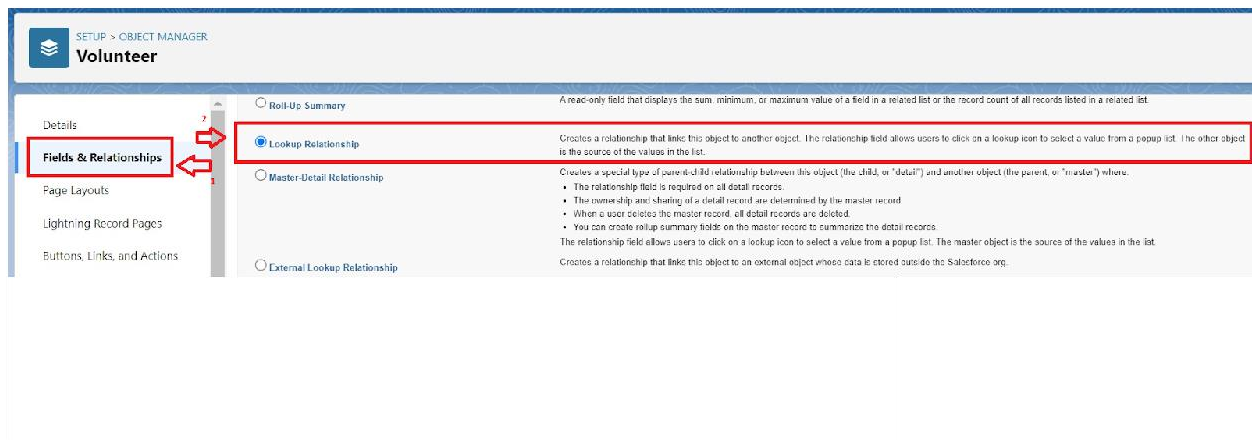 SETUP > OBJECT MANAGER
Volunteer
Details
Fields & Relationships
Page Layouts
Lightning Record Pages
Buttons, Links, and Actions
2
1
Roll-Up Summary
A read-only field that displays the sum, minimum, or maximum value of a field in a related list or the record count of all records listed in a related list.
Lookup Relationship
Creates a relationship that links this object to another object. The relationship field allows users to click on a lookup icon to select a value from a popup list. The other object
is the source of the values in the list.
Master-Detail Relationship
Creates a special type of parent-child relationship between this object (the child, or "detail") and another object (the parent, or "master") where:
• The relationship field is required on all detail records.
• The ownership and sharing of a detail record are determined by the master record
• When a user deletes the master record, all detail records are deleted.
• You can create rollup summary fields on the master record to summarize the detail records.
The relationship field allows users to click on a lookup icon to select a value from a popup list. The master object is the source of the values in the list.
External Lookup Relationship
Creates a relationship that links this object to an external object whose data is stored outside the Salesforce org.